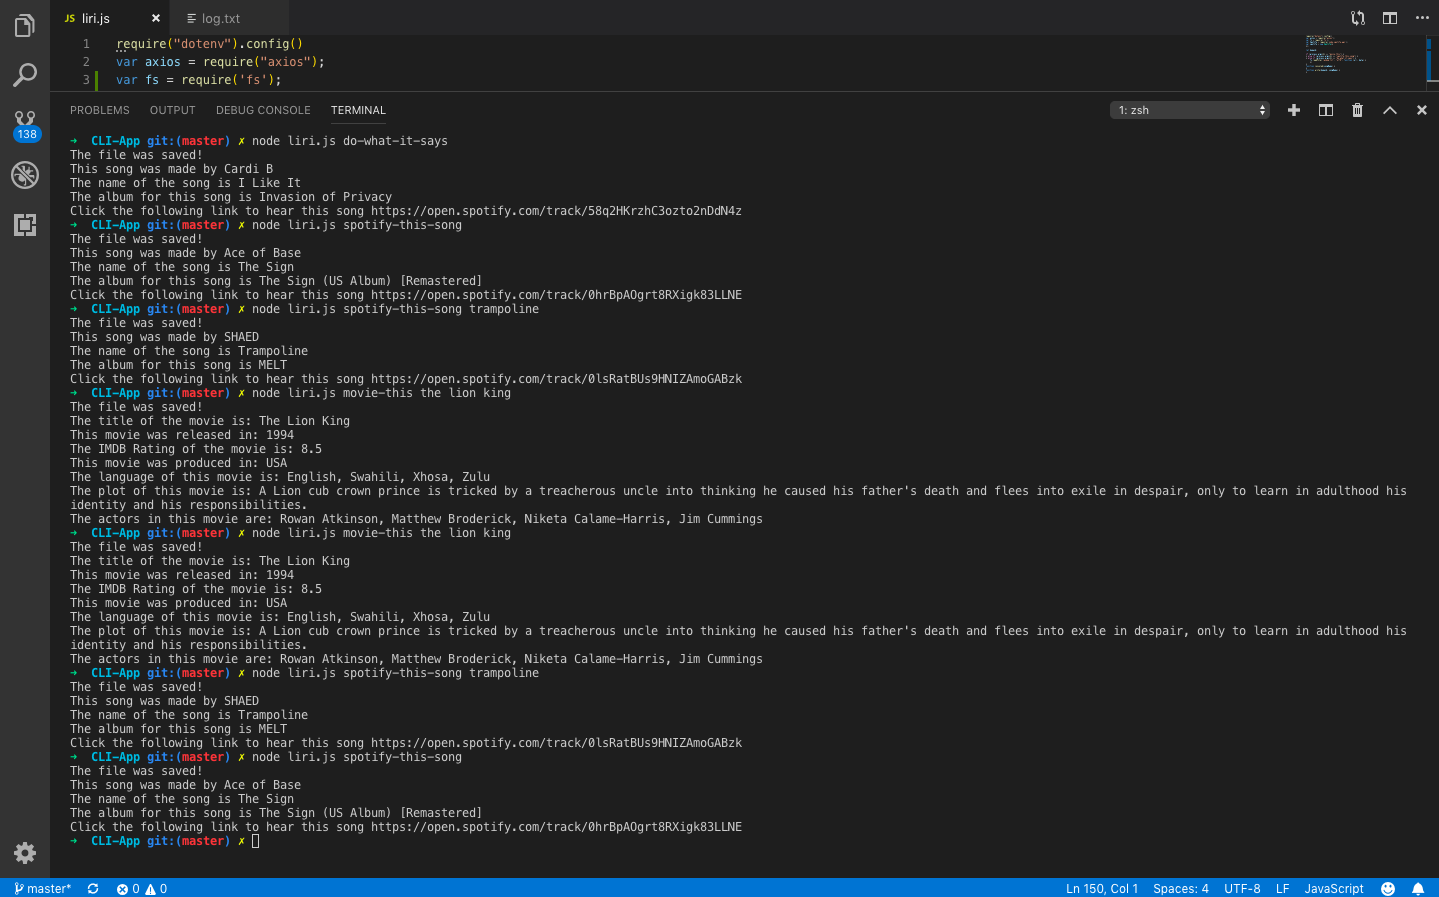 JS liri.js ×
log.txt
1 require("dotenv").config()
2 var axios = require("axios");
3 var fs = require('fs');
138
PROBLEMS OUTPUT DEBUG CONSOLE TERMINAL
1: zsh
➜ CLI-App git:(master) ✗ node liri.js do-what-it-says
The file was saved!
This song was made by Cardi B
The name of the song is I Like It
The album for this song is Invasion of Privacy
Click the following link to hear this song https://open.spotify.com/track/58q2HKrzhC3ozto2nDdN4z
➜ CLI-App git:(master) ✗ node liri.js spotify-this-song
The file was saved!
This song was made by Ace of Base
The name of the song is The Sign
The album for this song is The Sign (US Album) [Remastered]
Click the following link to hear this song https://open.spotify.com/track/0hrBpAOgrt8RXigk83LLNE
➜ CLI-App git:(master) ✗ node liri.js spotify-this-song trampoline
The file was saved!
This song was made by SHAED
The name of the song is Trampoline
The album for this song is MELT
Click the following link to hear this song https://open.spotify.com/track/0lsRatBUs9HNIZAmoGABzk
➜ CLI-App git:(master) ✗ node liri.js movie-this the lion king
The file was saved!
The title of the movie is: The Lion King
This movie was released in: 1994
The IMDB Rating of the movie is: 8.5
This movie was produced in: USA
The language of this movie is: English, Swahili, Xhosa, Zulu
The plot of this movie is: A Lion cub crown prince is tricked by a treacherous uncle into thinking he caused his father's death and flees into exile in despair, only to learn in adulthood his
identity and his responsibilities.
The actors in this movie are: Rowan Atkinson, Matthew Broderick, Niketa Calame-Harris, Jim Cummings
➜ CLI-App git:(master) ✗ node liri.js movie-this the lion king
The file was saved!
The title of the movie is: The Lion King
This movie was released in: 1994
The IMDB Rating of the movie is: 8.5
This movie was produced in: USA
The language of this movie is: English, Swahili, Xhosa, Zulu
The plot of this movie is: A Lion cub crown prince is tricked by a treacherous uncle into thinking he caused his father's death and flees into exile in despair, only to learn in adulthood his
identity and his responsibilities.
The actors in this movie are: Rowan Atkinson, Matthew Broderick, Niketa Calame-Harris, Jim Cummings
➜ CLI-App git:(master) ✗ node liri.js spotify-this-song trampoline
The file was saved!
This song was made by SHAED
The name of the song is Trampoline
The album for this song is MELT
Click the following link to hear this song https://open.spotify.com/track/0lsRatBUs9HNIZAmoGABzk
➜ CLI-App git:(master) ✗ node liri.js spotify-this-song
The file was saved!
This song was made by Ace of Base
The name of the song is The Sign
The album for this song is The Sign (US Album) [Remastered]
Click the following link to hear this song https://open.spotify.com/track/0hrBpAOgrt8RXigk83LLNE
➜ CLI-App git:(master) ✗
master* 0 0 Ln 150, Col 1 Spaces: 4 UTF-8 LF JavaScript